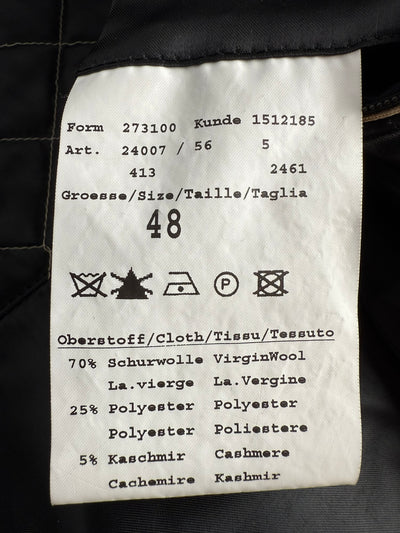 Form 273100 Kunde 1512185
Art. 24007 / 56 5
413 2461
Groesse/Size/Taille/Taglia
48
P
Oberstoff/Cloth/Tissu/Tessuto
70% Schurwolle VirginWool
La.vierge La.Vergine
25% Polyester Polyester
Polyester Poliestere
5% Kaschmir Cashmere
Cachemire Kashmir